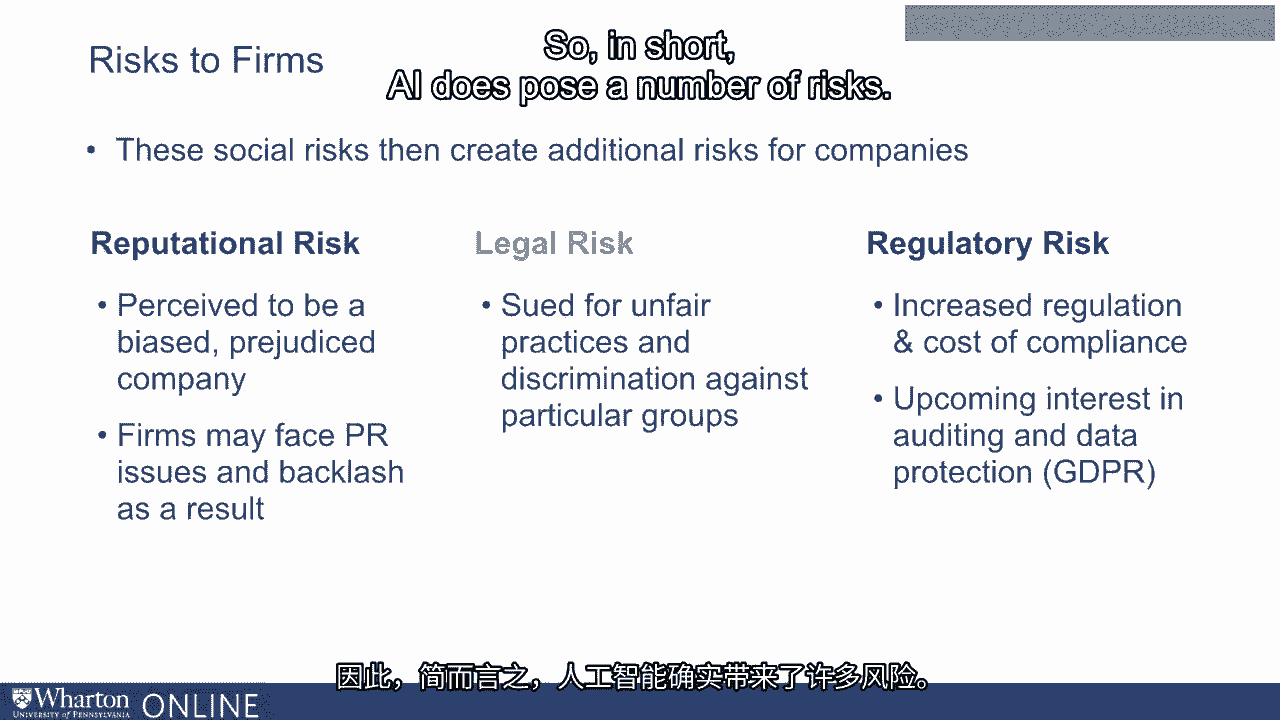 Risks to Firms
So, in short,
AI does pose a number of risks.
• These social risks then create additional risks for companies
Reputational Risk
• Perceived to be a
biased, prejudiced
company
• Firms may face PR
issues and backlash
as a result
Legal Risk
• Sued for unfair
practices and
discrimination against
particular groups
Regulatory Risk
• Increased regulation
& cost of compliance
• Upcoming interest in
auditing and data
protection (GDPR)
因此，简而言之，人工智能确实带来了许多风险。
Wharton
UNIVERSITY of PENNSYLVANIA
ONLINE